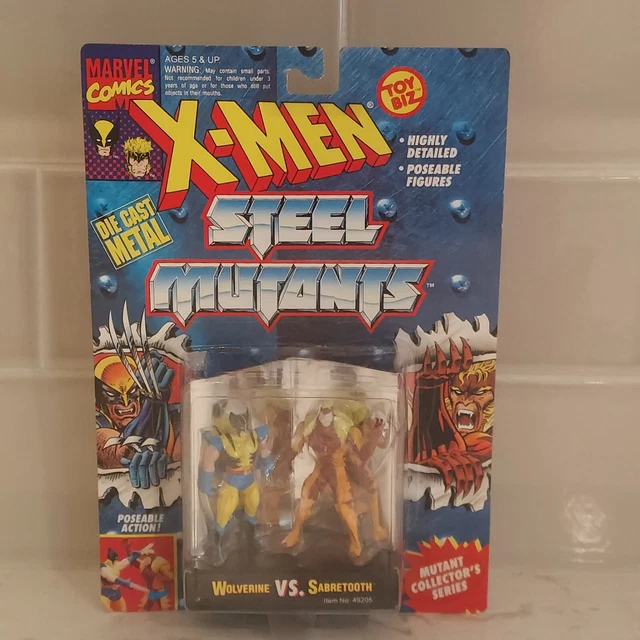 MARVEL®
COMICS
AGES 5 & UP
WARNING: May contain small parts.
Not recommended for children under 3
years of age or for those who still put
objects in their mouths.
TOY
BIZ
X-MEN®
• HIGHLY
DETAILED
• POSEABLE
FIGURES
DIE CAST
METAL
STEEL
MUTANTS™
POSEABLE
ACTION!
WOLVERINE VS. SABRETOOTH
Item No. 49205
MUTANT
COLLECTOR'S
SERIES